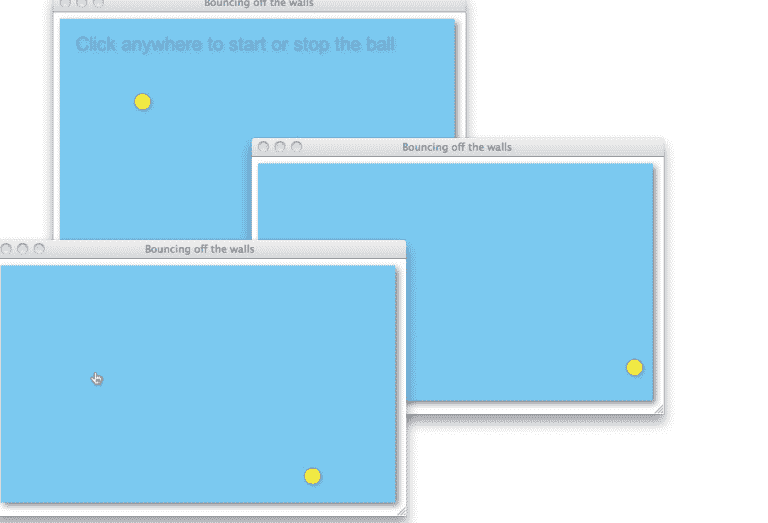 Bouncing off the walls
Click anywhere to start or stop the ball
Bouncing off the walls
Bouncing off the walls